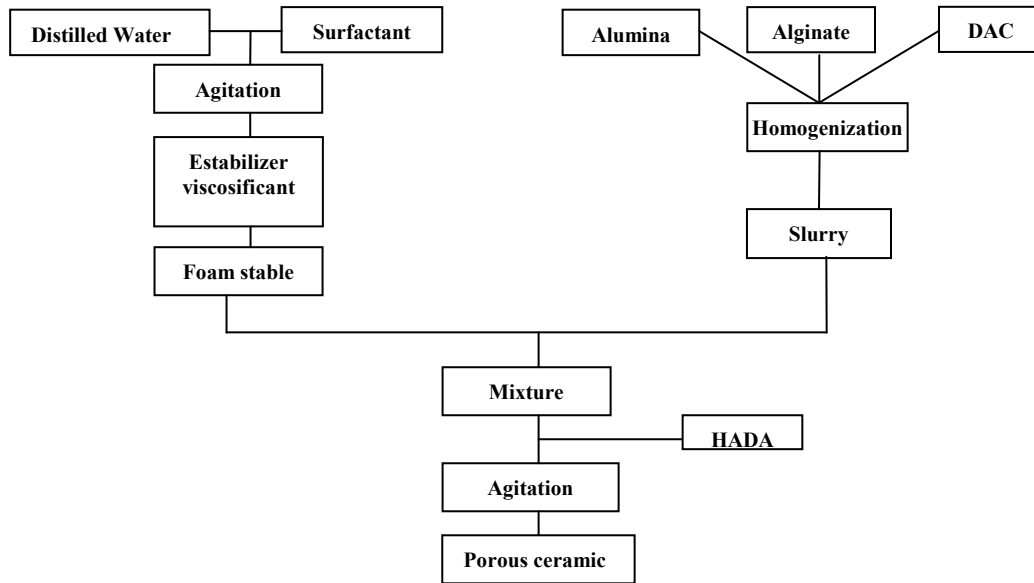 Distilled Water
Surfactant
Agitation
Estabilizer
viscosificant
Foam stable
Alumina
Alginate
DAC
Homogenization
Slurry
Mixture
HADA
Agitation
Porous ceramic